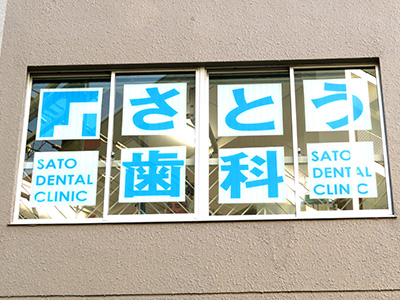 さとう
歯科
SATO
DENTAL
CLINIC
SATO
DENTAL
CLINIC